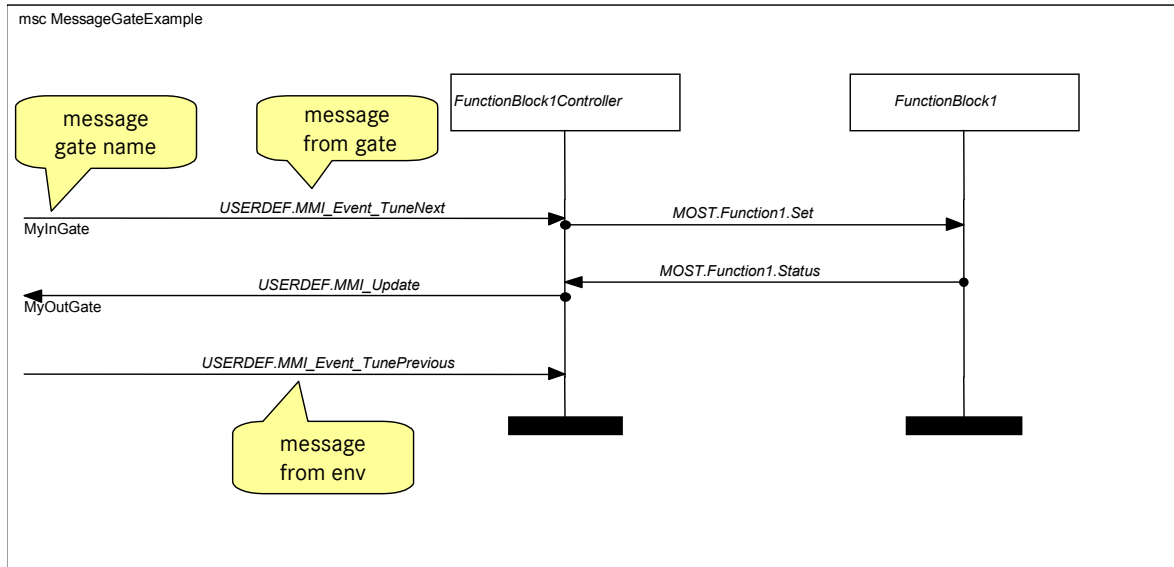 msc MessageGateExample
FunctionBlock1Controller
FunctionBlock1
message
gate name
message
from gate
USERDEF.MMI_Event_TuneNext
MOST.Function1.Set
MyInGate
MOST.Function1.Status
USERDEF.MMI_Update
MyOutGate
USERDEF.MMI_Event_TunePrevious
message
from env